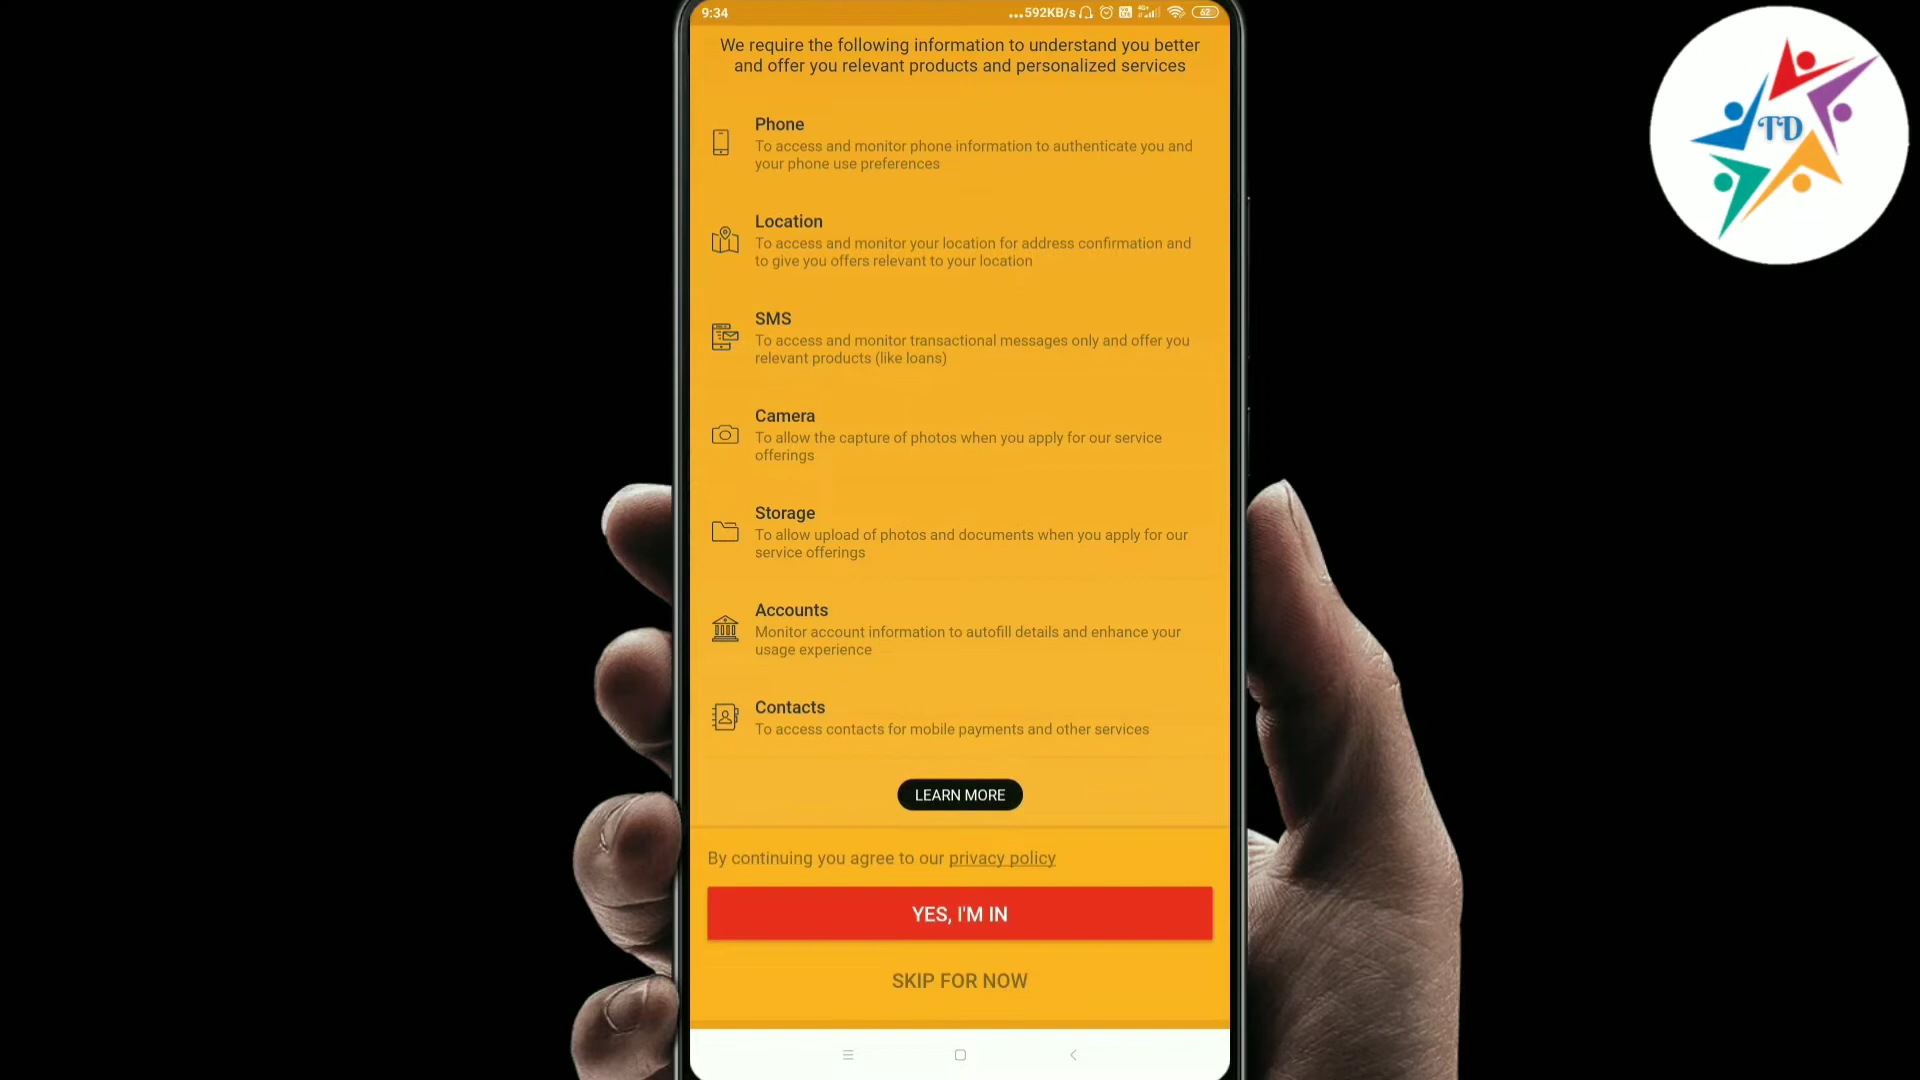 9:34
...592KB/s
62
We require the following information to understand you better
and offer you relevant products and personalized services
Phone
To access and monitor phone information to authenticate you and
your phone use preferences
Location
To access and monitor your location for address confirmation and
to give you offers relevant to your location
SMS
To access and monitor transactional messages only and offer you
relevant products (like loans)
Camera
To allow the capture of photos when you apply for our service
offerings
Storage
To allow upload of photos and documents when you apply for our
service offerings
Accounts
Monitor account information to autofill details and enhance your
usage experience
Contacts
To access contacts for mobile payments and other services
LEARN MORE
By continuing you agree to our privacy policy
YES, I'M IN
SKIP FOR NOW
TD